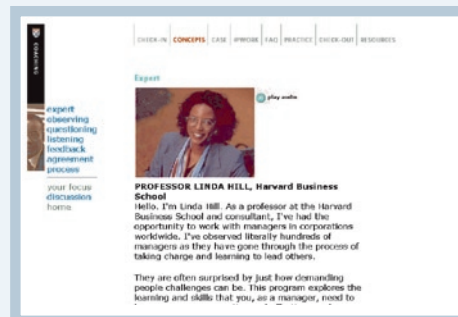 COACHING
CHECK-IN CONCEPTS CASE @WORK FAQ PRACTICE CHECK-OUT RESOURCES
expert
observing
questioning
listening
feedback
agreement
process
your focus
discussion
home
Expert
play audio
PROFESSOR LINDA HILL, Harvard Business
School
Hello. I'm Linda Hill. As a professor at the Harvard
Business School and consultant, I've had the
opportunity to work with managers in corporations
worldwide. I've observed literally hundreds of
managers as they have gone through the process of
taking charge and learning to lead others.
They are often surprised by just how demanding
people challenges can be. This program explores the
learning and skills that you, as a manager, need to